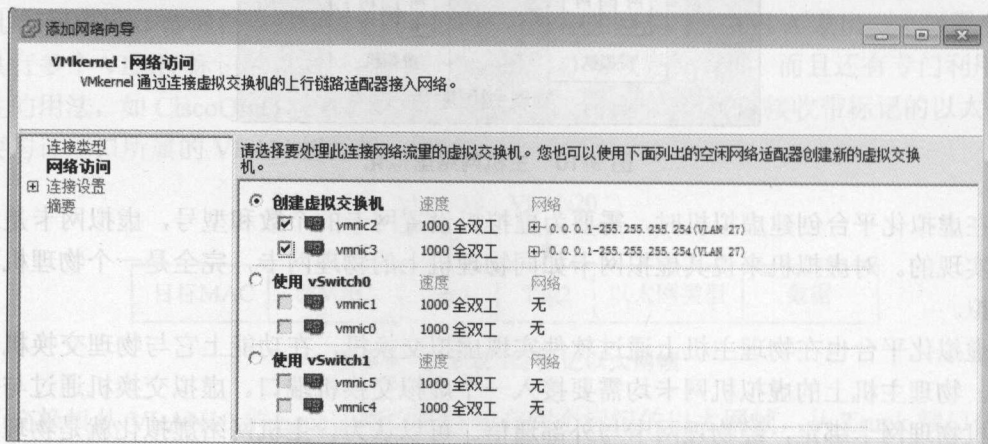 添加网络向导
VMkernel - 网络访问
VMkernel 通过连接虚拟交换机的上行链路适配器接入网络。
连接类型
网络访问
连接设置
摘要
请选择要处理此连接网络流量的虚拟交换机。您也可以使用下面列出的空闲网络适配器创建新的虚拟交换
机。
创建虚拟交换机 速度 网络
vmnic2 1000 全双工 0.0.0.1-255.255.255.254(VLAN 27)
vmnic3 1000 全双工 0.0.0.1-255.255.255.254(VLAN 27)
使用 vSwitch0 速度 网络
vmnic1 1000 全双工 无
vmnic0 1000 全双工 无
使用 vSwitch1 速度 网络
vmnic5 1000 全双工 无
vmnic4 1000 全双工 无